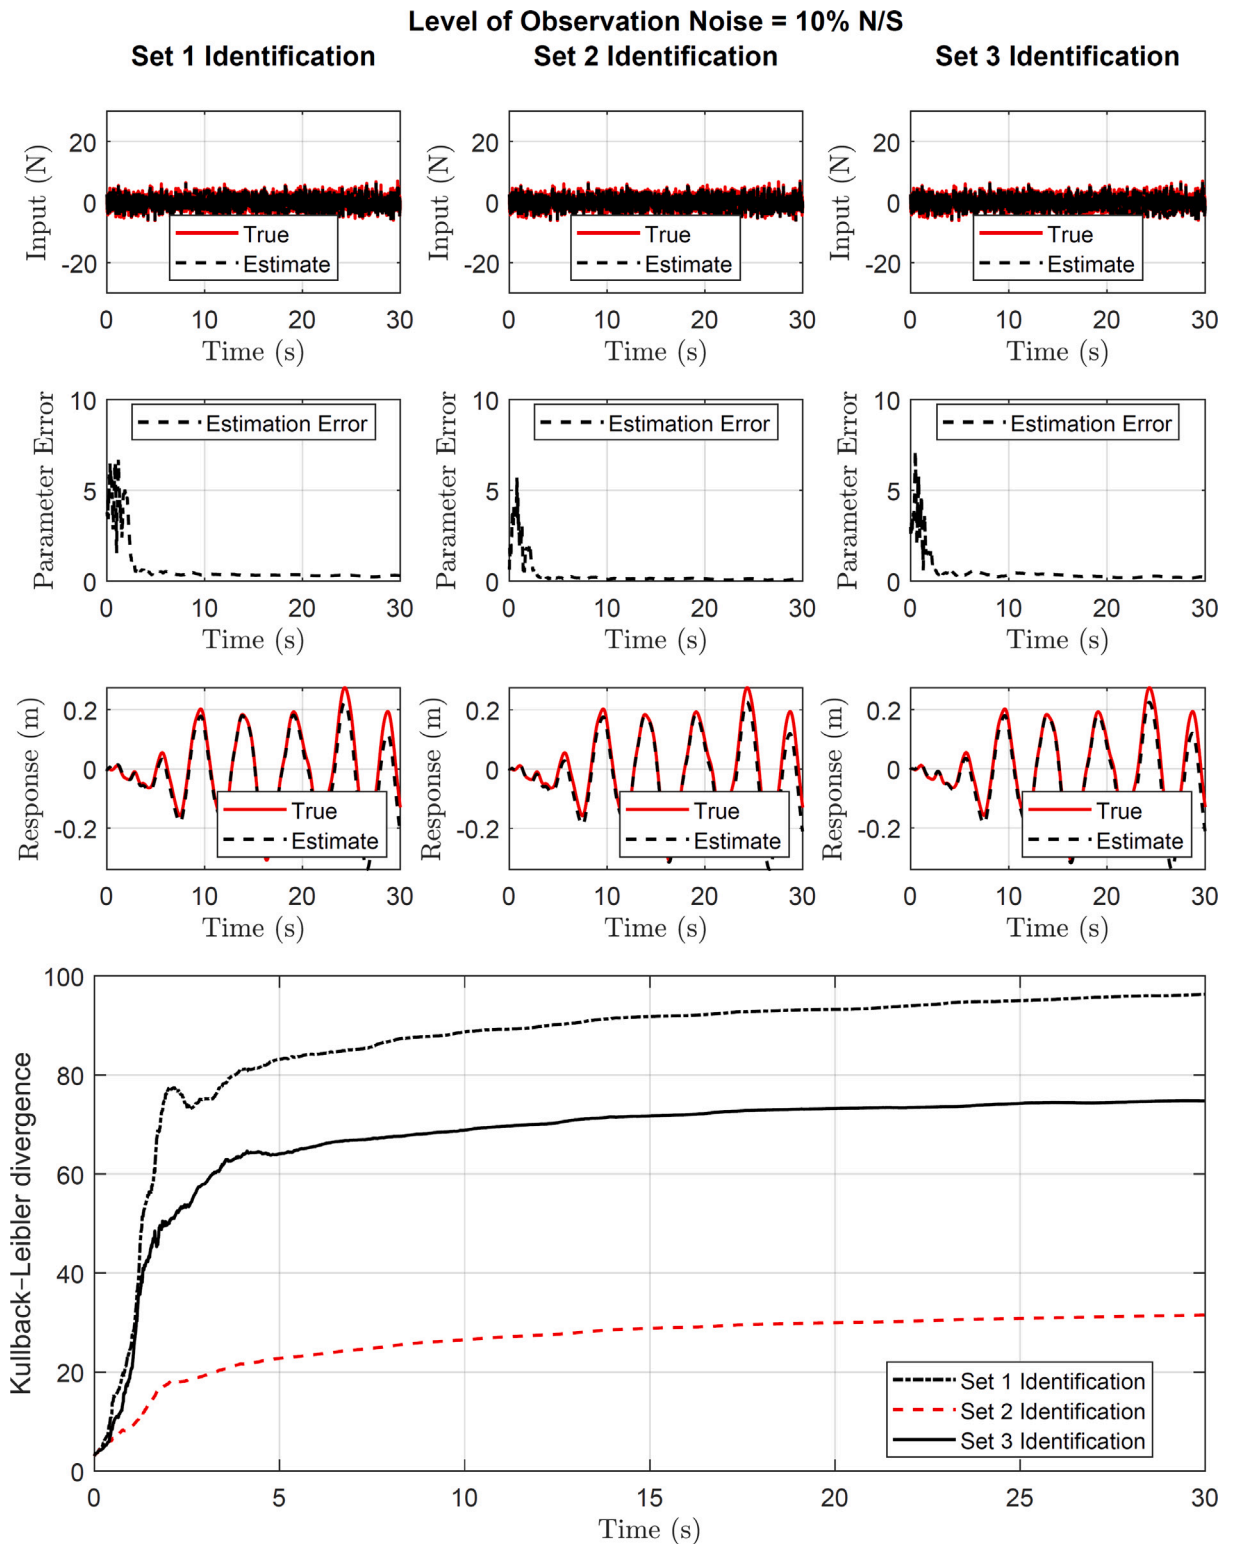 Level of Observation Noise = 10% N/S
Set 1 Identification Set 2 Identification Set 3 Identification
Input (N) Input (N) Input (N)
20 20 20
0 0 0
-20 -20 -20
True True True
Estimate Estimate Estimate
0 10 20 30 0 10 20 30 0 10 20 30
Time (s) Time (s) Time (s)
Parameter Error Parameter Error Parameter Error
10 10 10
5 5 5
0 0 0
Estimation Error Estimation Error Estimation Error
0 10 20 30 0 10 20 30 0 10 20 30
Time (s) Time (s) Time (s)
Response (m) Response (m) Response (m)
0.2 0.2 0.2
0 0 0
-0.2 -0.2 -0.2
True True True
Estimate Estimate Estimate
0 10 20 30 0 10 20 30 0 10 20 30
Time (s) Time (s) Time (s)
Kullback–Leibler divergence
100
80
60
40
20
0
Set 1 Identification
Set 2 Identification
Set 3 Identification
0 5 10 15 20 25 30
Time (s)